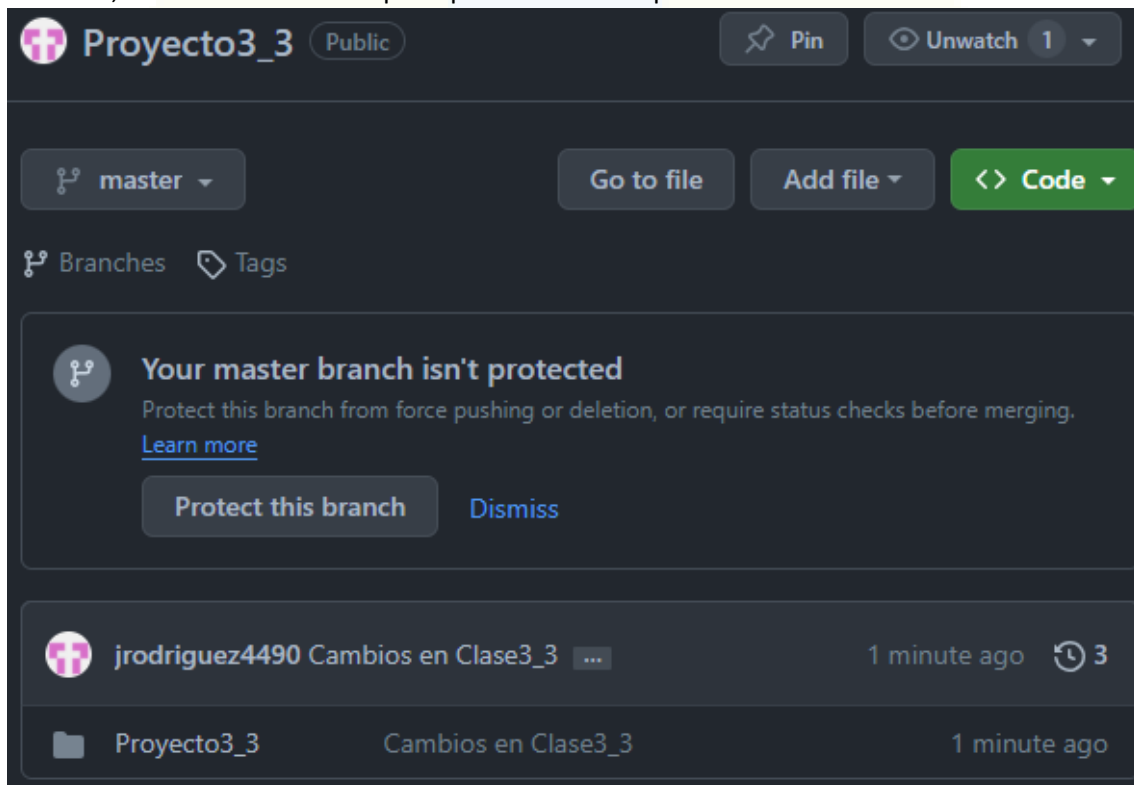 Proyecto3_3 Public Pin Unwatch 1
master Go to file Add file <> Code
Branches Tags
Your master branch isn't protected
Protect this branch from force pushing or deletion, or require status checks before merging.
Learn more
Protect this branch Dismiss
jrodriguez4490 Cambios en Clase3_3 ... 1 minute ago 3
Proyecto3_3 Cambios en Clase3_3 1 minute ago